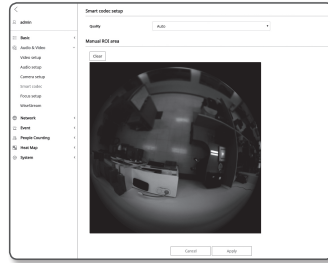 Smart codec setup
admin
Quality
Auto
Manual ROI area
Clear
Basic
Audio & Video
Video setup
Audio setup
Camera setup
Smart codec
Focus setup
WiseStream
Network
Event
People Counting
Heat Map
System
Cancel
Apply